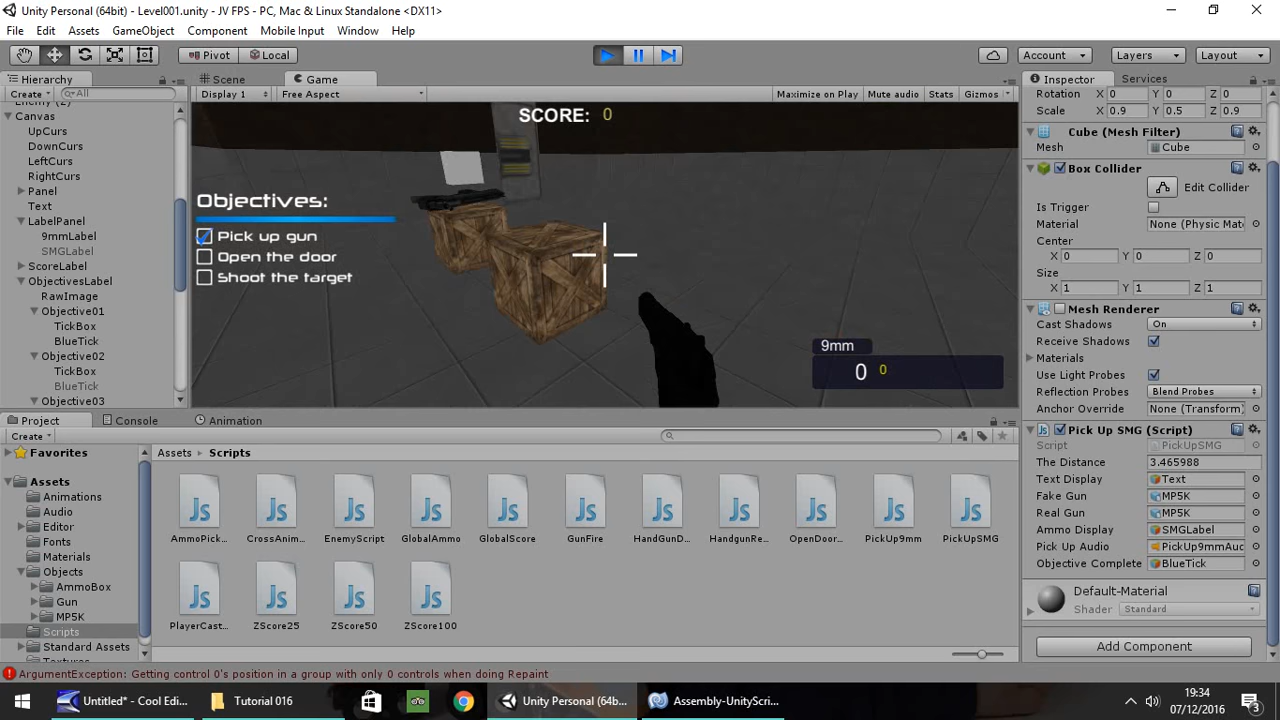 Unity Personal (64bit) - Level001.unity - JV FPS - PC, Mac & Linux Standalone <DX11>
File Edit Assets GameObject Component Mobile Input Window Help
Pivot Local Account Layers Layout
Hierarchy
Create All
Canvas
UpCurs
DownCurs
LeftCurs
RightCurs
Panel
Text
LabelPanel
9mmLabel
SMGLabel
ScoreLabel
ObjectivesLabel
RawImage
Objective01
TickBox
BlueTick
Objective02
TickBox
BlueTick
Objective03
Scene Game
Display 1 Free Aspect Maximize on Play Mute audio Stats Gizmos
SCORE: 0
Objectives:
Pick up gun
Open the door
Shoot the target
9mm
0 0
Inspector Services
Rotation X 0 Y 0 Z 0
Scale X 0.9 Y 0.5 Z 0.9
Cube (Mesh Filter)
Mesh Cube
Box Collider
Edit Collider
Is Trigger
Material None (Physic Mat
Center
X 0 Y 0 Z 0
Size
X 1 Y 1 Z 1
Mesh Renderer
Cast Shadows On
Receive Shadows
Materials
Use Light Probes
Reflection Probes Blend Probes
Anchor Override None (Transform)
Pick Up SMG (Script)
Script PickUpSMG
The Distance 3.465988
Text Display Text
Fake Gun MP5K
Real Gun MP5K
Ammo Display SMGLabel
Pick Up Audio PickUp9mmAuc
Objective Complete BlueTick
Default-Material
Shader Standard
Add Component
Project Console Animation
Create
Favorites
Assets
Animations
Audio
Editor
Fonts
Materials
Objects
AmmoBox
Gun
MP5K
Scripts
Standard Assets
Assets Scripts
AmmoPick... CrossAnim... EnemyScript GlobalAmmo GlobalScore GunFire HandGunD... HandgunRe... OpenDoor... PickUp9mm PickUpSMG
PlayerCast... ZScore25 ZScore50 ZScore100
ArgumentException: Getting control 0's position in a group with only 0 controls when doing Repaint
Untitled* - Cool Edi... Tutorial 016 Unity Personal (64b... Assembly-UnityScri...
19:34
07/12/2016
3